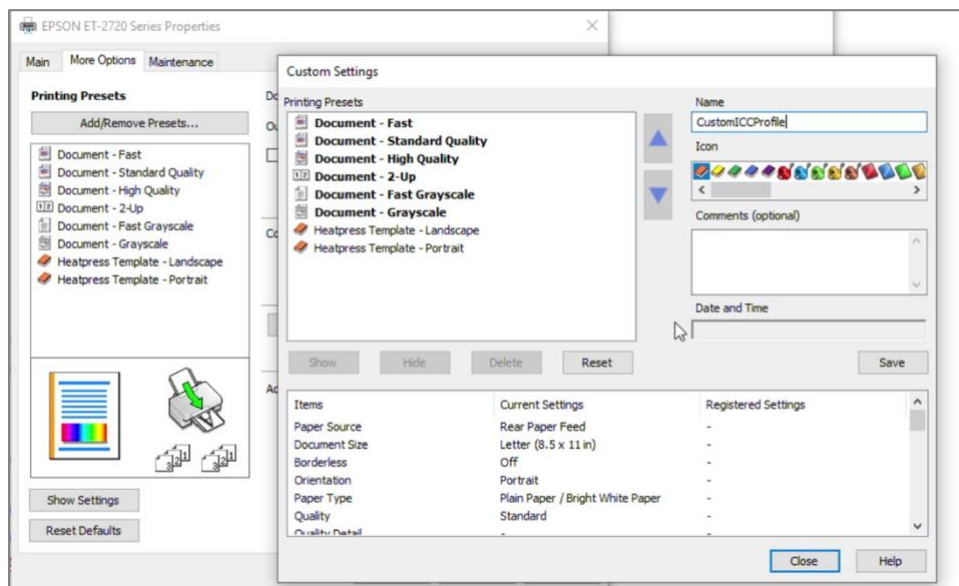 EPSON ET-2720 Series Properties
Main More Options Maintenance
Printing Presets
Add/Remove Presets...
Document - Fast
Document - Standard Quality
Document - High Quality
Document - 2-Up
Document - Fast Grayscale
Document - Grayscale
Heatpress Template - Landscape
Heatpress Template - Portrait
Show Settings
Reset Defaults
Custom Settings
Printing Presets
Document - Fast
Document - Standard Quality
Document - High Quality
Document - 2-Up
Document - Fast Grayscale
Document - Grayscale
Heatpress Template - Landscape
Heatpress Template - Portrait
Name
CustomICCProfile
Icon
Comments (optional)
Date and Time
Show Hide Delete Reset Save
Items Current Settings Registered Settings
Paper Source Rear Paper Feed -
Document Size Letter (8.5 x 11 in) -
Borderless Off -
Orientation Portrait -
Paper Type Plain Paper / Bright White Paper -
Quality Standard -
Quality Detail - -
Close Help